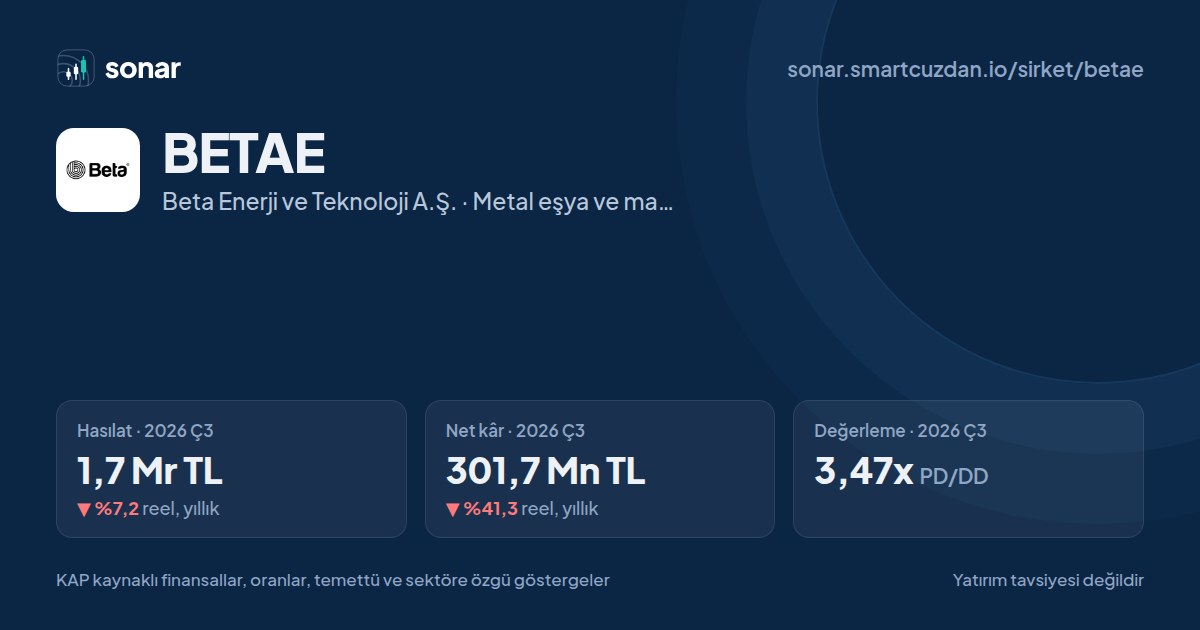 sonar
sonar.smartcuzdan.io/sirket/betae
Beta
BETAE
Beta Enerji ve Teknoloji A.Ş. · Metal eşya ve ma...
Hasılat · 2026 Ç3
1,7 Mr TL
▼ %7,2 reel, yıllık
Net kâr · 2026 Ç3
301,7 Mn TL
▼ %41,3 reel, yıllık
Değerleme · 2026 Ç3
3,47x PD/DD
KAP kaynaklı finansallar, oranlar, temettü ve sektöre özgü göstergeler
Yatırım tavsiyesi değildir